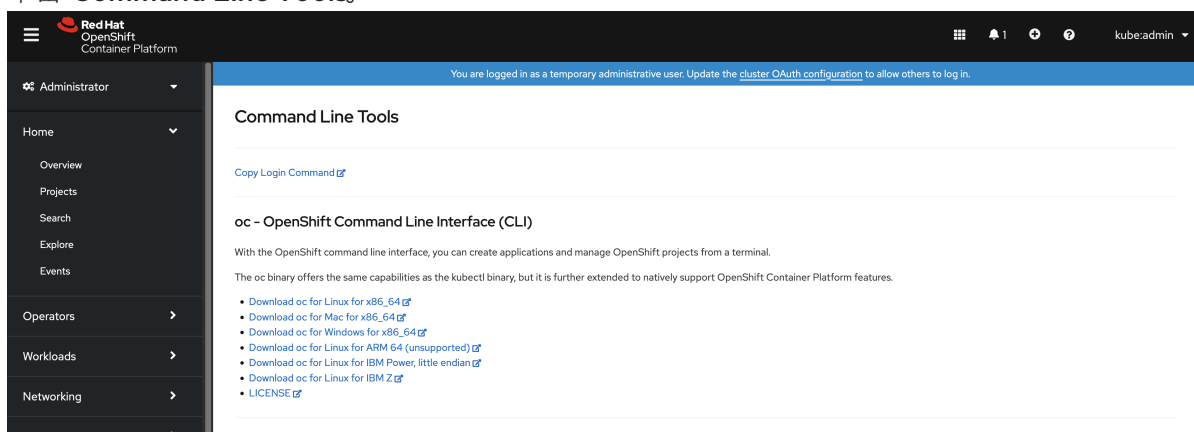 Command Line Tools。
Red Hat
OpenShift
Container Platform
1
kube:admin
Administrator
Home
Overview
Projects
Search
Explore
Events
Operators
Workloads
Networking
You are logged in as a temporary administrative user. Update the cluster OAuth configuration to allow others to log in.
Command Line Tools
Copy Login Command
oc - OpenShift Command Line Interface (CLI)
With the OpenShift command line interface, you can create applications and manage OpenShift projects from a terminal.
The oc binary offers the same capabilities as the kubectl binary, but it is further extended to natively support OpenShift Container Platform features.
• Download oc for Linux for x86_64
• Download oc for Mac for x86_64
• Download oc for Windows for x86_64
• Download oc for Linux for ARM 64 (unsupported)
• Download oc for Linux for IBM Power, little endian
• Download oc for Linux for IBM Z
• LICENSE